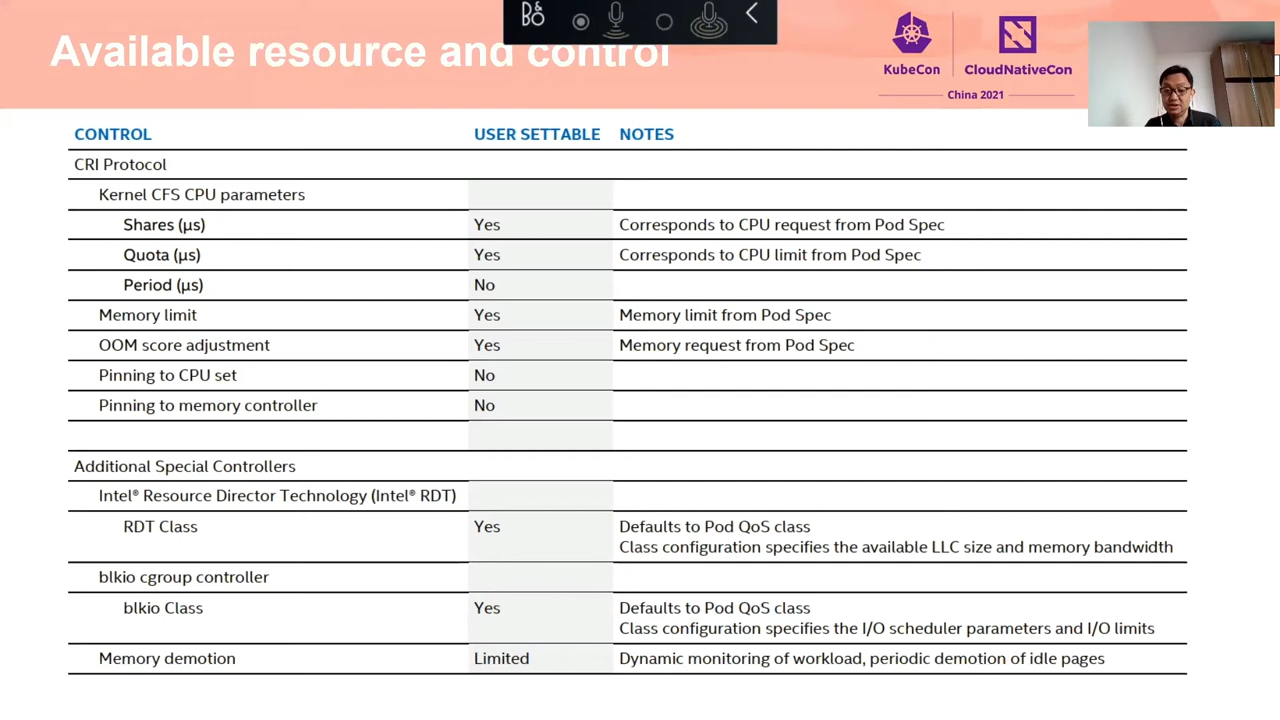 B&O
Available resource and control
KubeCon
CloudNativeCon
China 2021
CONTROL USER SETTABLE NOTES
CRI Protocol
Kernel CFS CPU parameters
Shares (µs) Yes Corresponds to CPU request from Pod Spec
Quota (µs) Yes Corresponds to CPU limit from Pod Spec
Period (µs) No
Memory limit Yes Memory limit from Pod Spec
OOM score adjustment Yes Memory request from Pod Spec
Pinning to CPU set No
Pinning to memory controller No
Additional Special Controllers
Intel® Resource Director Technology (Intel® RDT)
RDT Class Yes Defaults to Pod QoS class
Class configuration specifies the available LLC size and memory bandwidth
blkio cgroup controller
blkio Class Yes Defaults to Pod QoS class
Class configuration specifies the I/O scheduler parameters and I/O limits
Memory demotion Limited Dynamic monitoring of workload, periodic demotion of idle pages